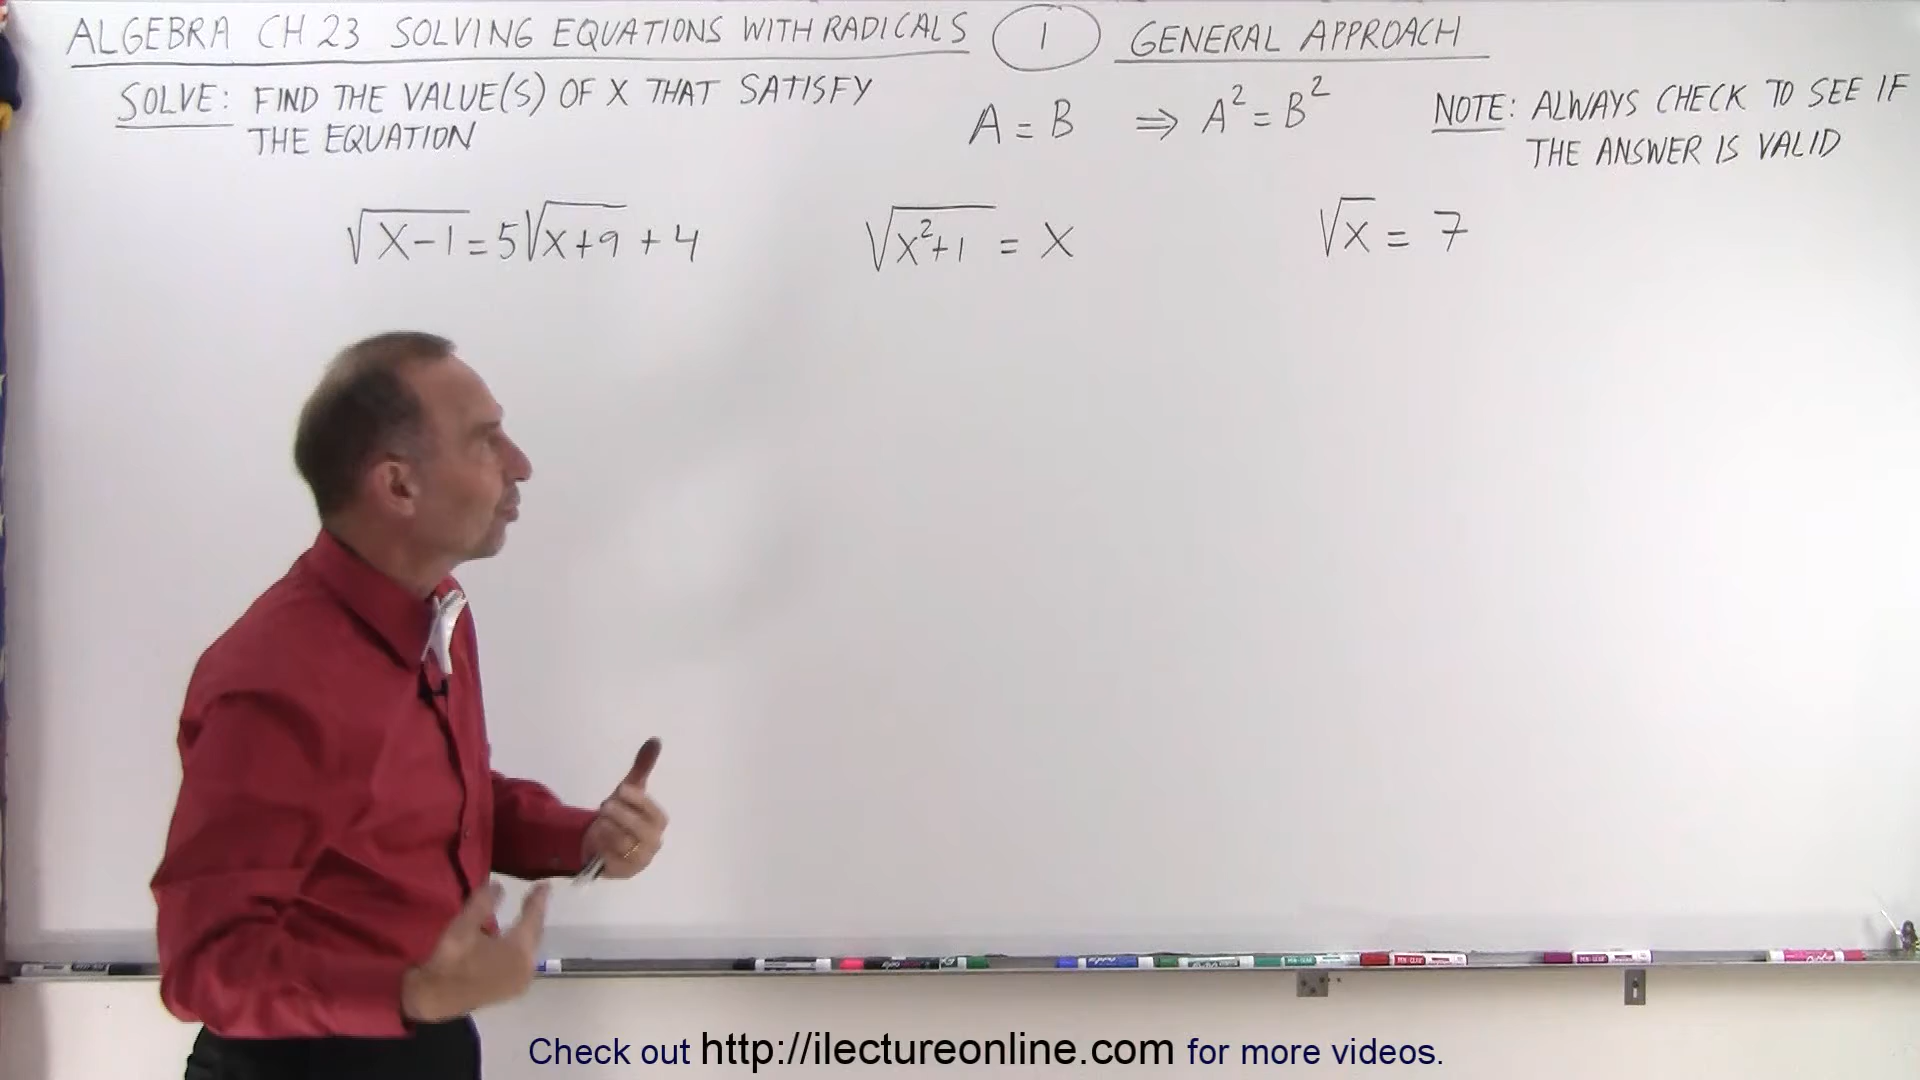 ALGEBRA CH 23 SOLVING EQUATIONS WITH RADICALS 1 GENERAL APPROACH
SOLVE: FIND THE VALUE(S) OF X THAT SATISFY
THE EQUATION
A = B ⇒ A² = B²
NOTE: ALWAYS CHECK TO SEE IF
THE ANSWER IS VALID
√(X-1) = 5√(X+9) + 4
√(X²+1) = X
√X = 7
Check out http://ilectureonline.com for more videos.